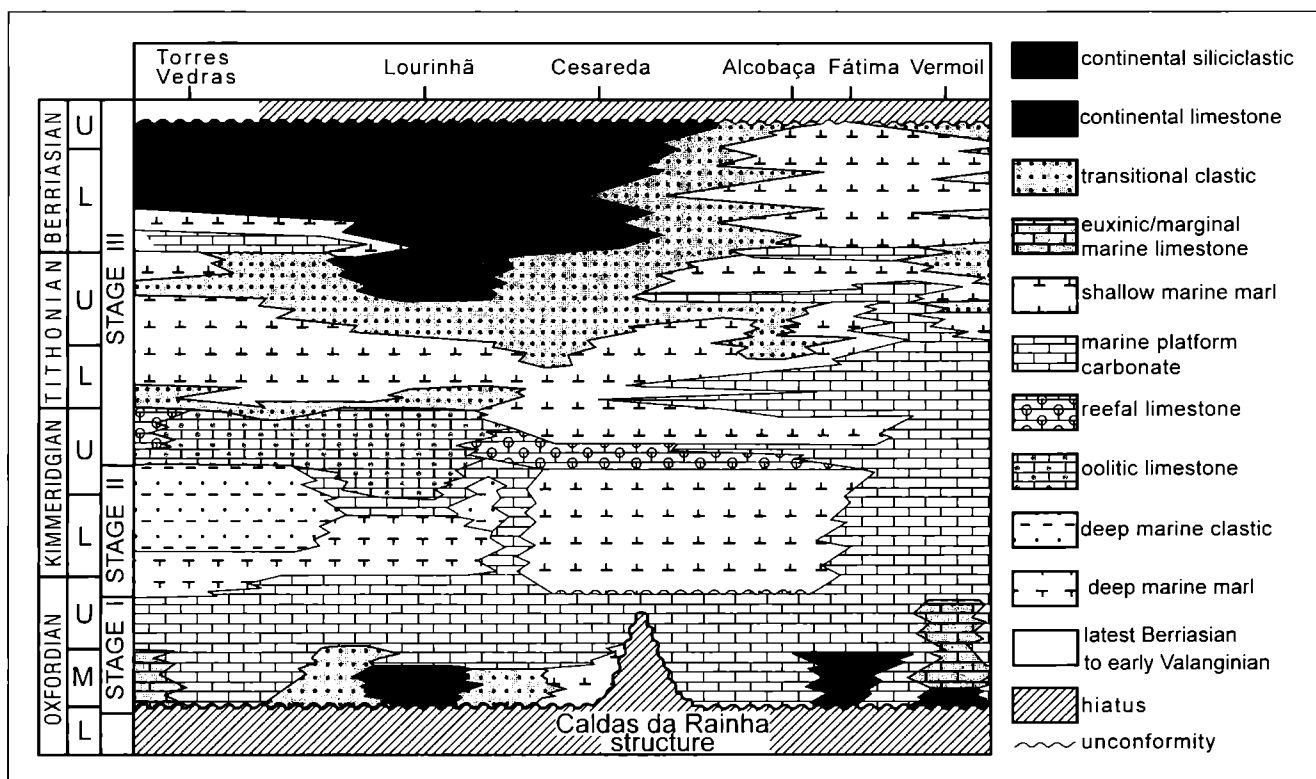 Torres
Vedras
Lourinhã
Cesareda
Alcobaça
Fátima
Vermoil
BERRIASIAN
U
L
TITHONIAN
U
L
KIMMERIDGIAN
U
L
OXFORDIAN
U
M
L
STAGE III
STAGE III
STAGE I
Caldas da Rainha
structure
continental siliciclastic
continental limestone
transitional clastic
euxinic/marginal
marine limestone
shallow marine marl
marine platform
carbonate
reefal limestone
oolitic limestone
deep marine clastic
deep marine marl
latest Berriasian
to early Valanginian
hiatus
unconformity